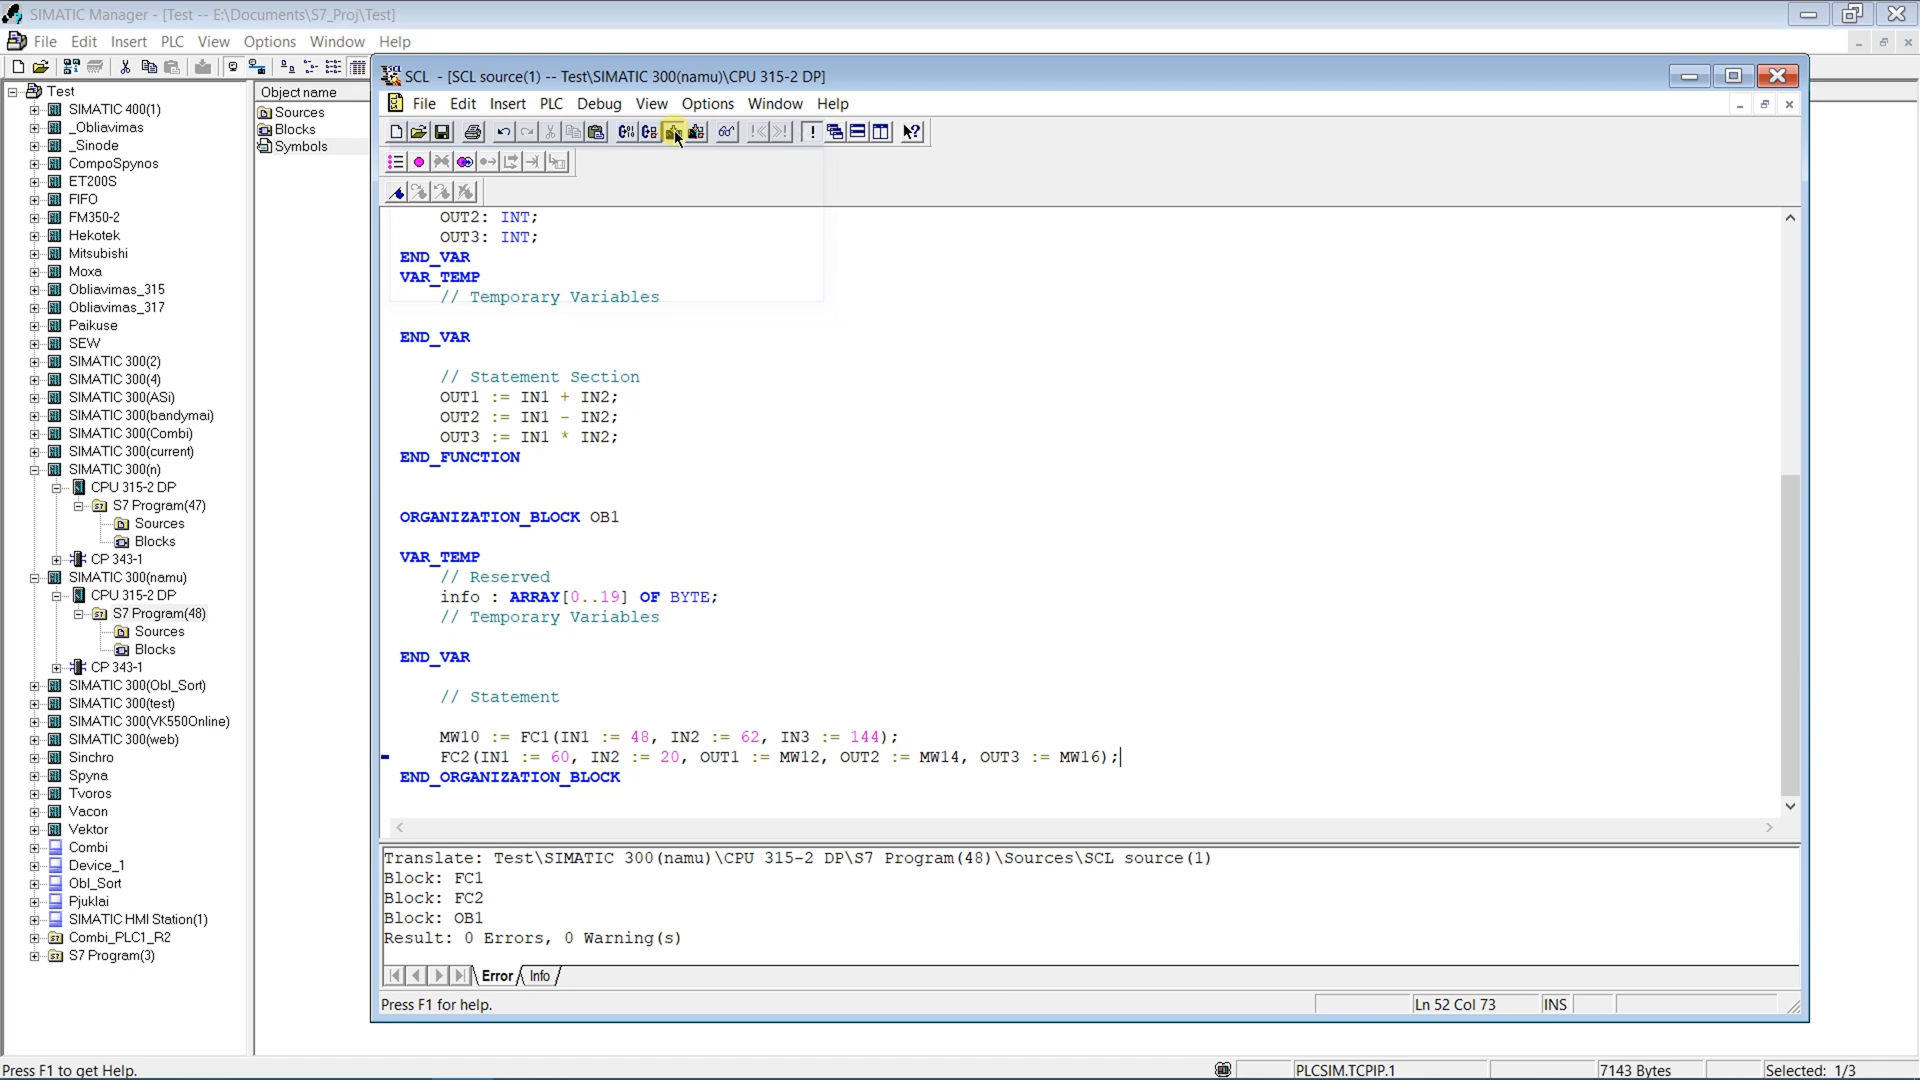 SIMATIC Manager - [Test -- E:\Documents\S7_Proj\Test]
File Edit Insert PLC View Options Window Help
Test
SIMATIC 400(1)
_Obliavimas
_Sinode
CompoSpynos
ET200S
FIFO
FM350-2
Hekotek
Mitsubishi
Moxa
Obliavimas_315
Obliavimas_317
Paikuse
SEW
SIMATIC 300(2)
SIMATIC 300(4)
SIMATIC 300(ASi)
SIMATIC 300(bandymai)
SIMATIC 300(Combi)
SIMATIC 300(current)
SIMATIC 300(n)
CPU 315-2 DP
S7 Program(47)
Sources
Blocks
CP 343-1
SIMATIC 300(namu)
CPU 315-2 DP
S7 Program(48)
Sources
Blocks
CP 343-1
SIMATIC 300(Obl_Sort)
SIMATIC 300(test)
SIMATIC 300(VK550Online)
SIMATIC 300(web)
Sinchro
Spyna
Tvoros
Vacon
Vektor
Combi
Device_1
Obl_Sort
Pjuklai
SIMATIC HMI Station(1)
Combi_PLC1_R2
S7 Program(3)
Object name
Sources
Blocks
Symbols
SCL - [SCL source(1) -- Test\SIMATIC 300(namu)\CPU 315-2 DP]
File Edit Insert PLC Debug View Options Window Help
OUT2: INT;
OUT3: INT;
END_VAR
VAR_TEMP
// Temporary Variables
END_VAR
// Statement Section
OUT1 := IN1 + IN2;
OUT2 := IN1 - IN2;
OUT3 := IN1 * IN2;
END_FUNCTION
ORGANIZATION_BLOCK OB1
VAR_TEMP
// Reserved
info : ARRAY[0..19] OF BYTE;
// Temporary Variables
END_VAR
// Statement
MW10 := FC1(IN1 := 48, IN2 := 62, IN3 := 144);
FC2(IN1 := 60, IN2 := 20, OUT1 := MW12, OUT2 := MW14, OUT3 := MW16);
END_ORGANIZATION_BLOCK
Translate: Test\SIMATIC 300(namu)\CPU 315-2 DP\S7 Program(48)\Sources\SCL source(1)
Block: FC1
Block: FC2
Block: OB1
Result: 0 Errors, 0 Warning(s)
Error Info
Press F1 for help. Ln 52 Col 73 INS
Press F1 to get Help. PLCSIM.TCPIP.1 7143 Bytes Selected: 1/3